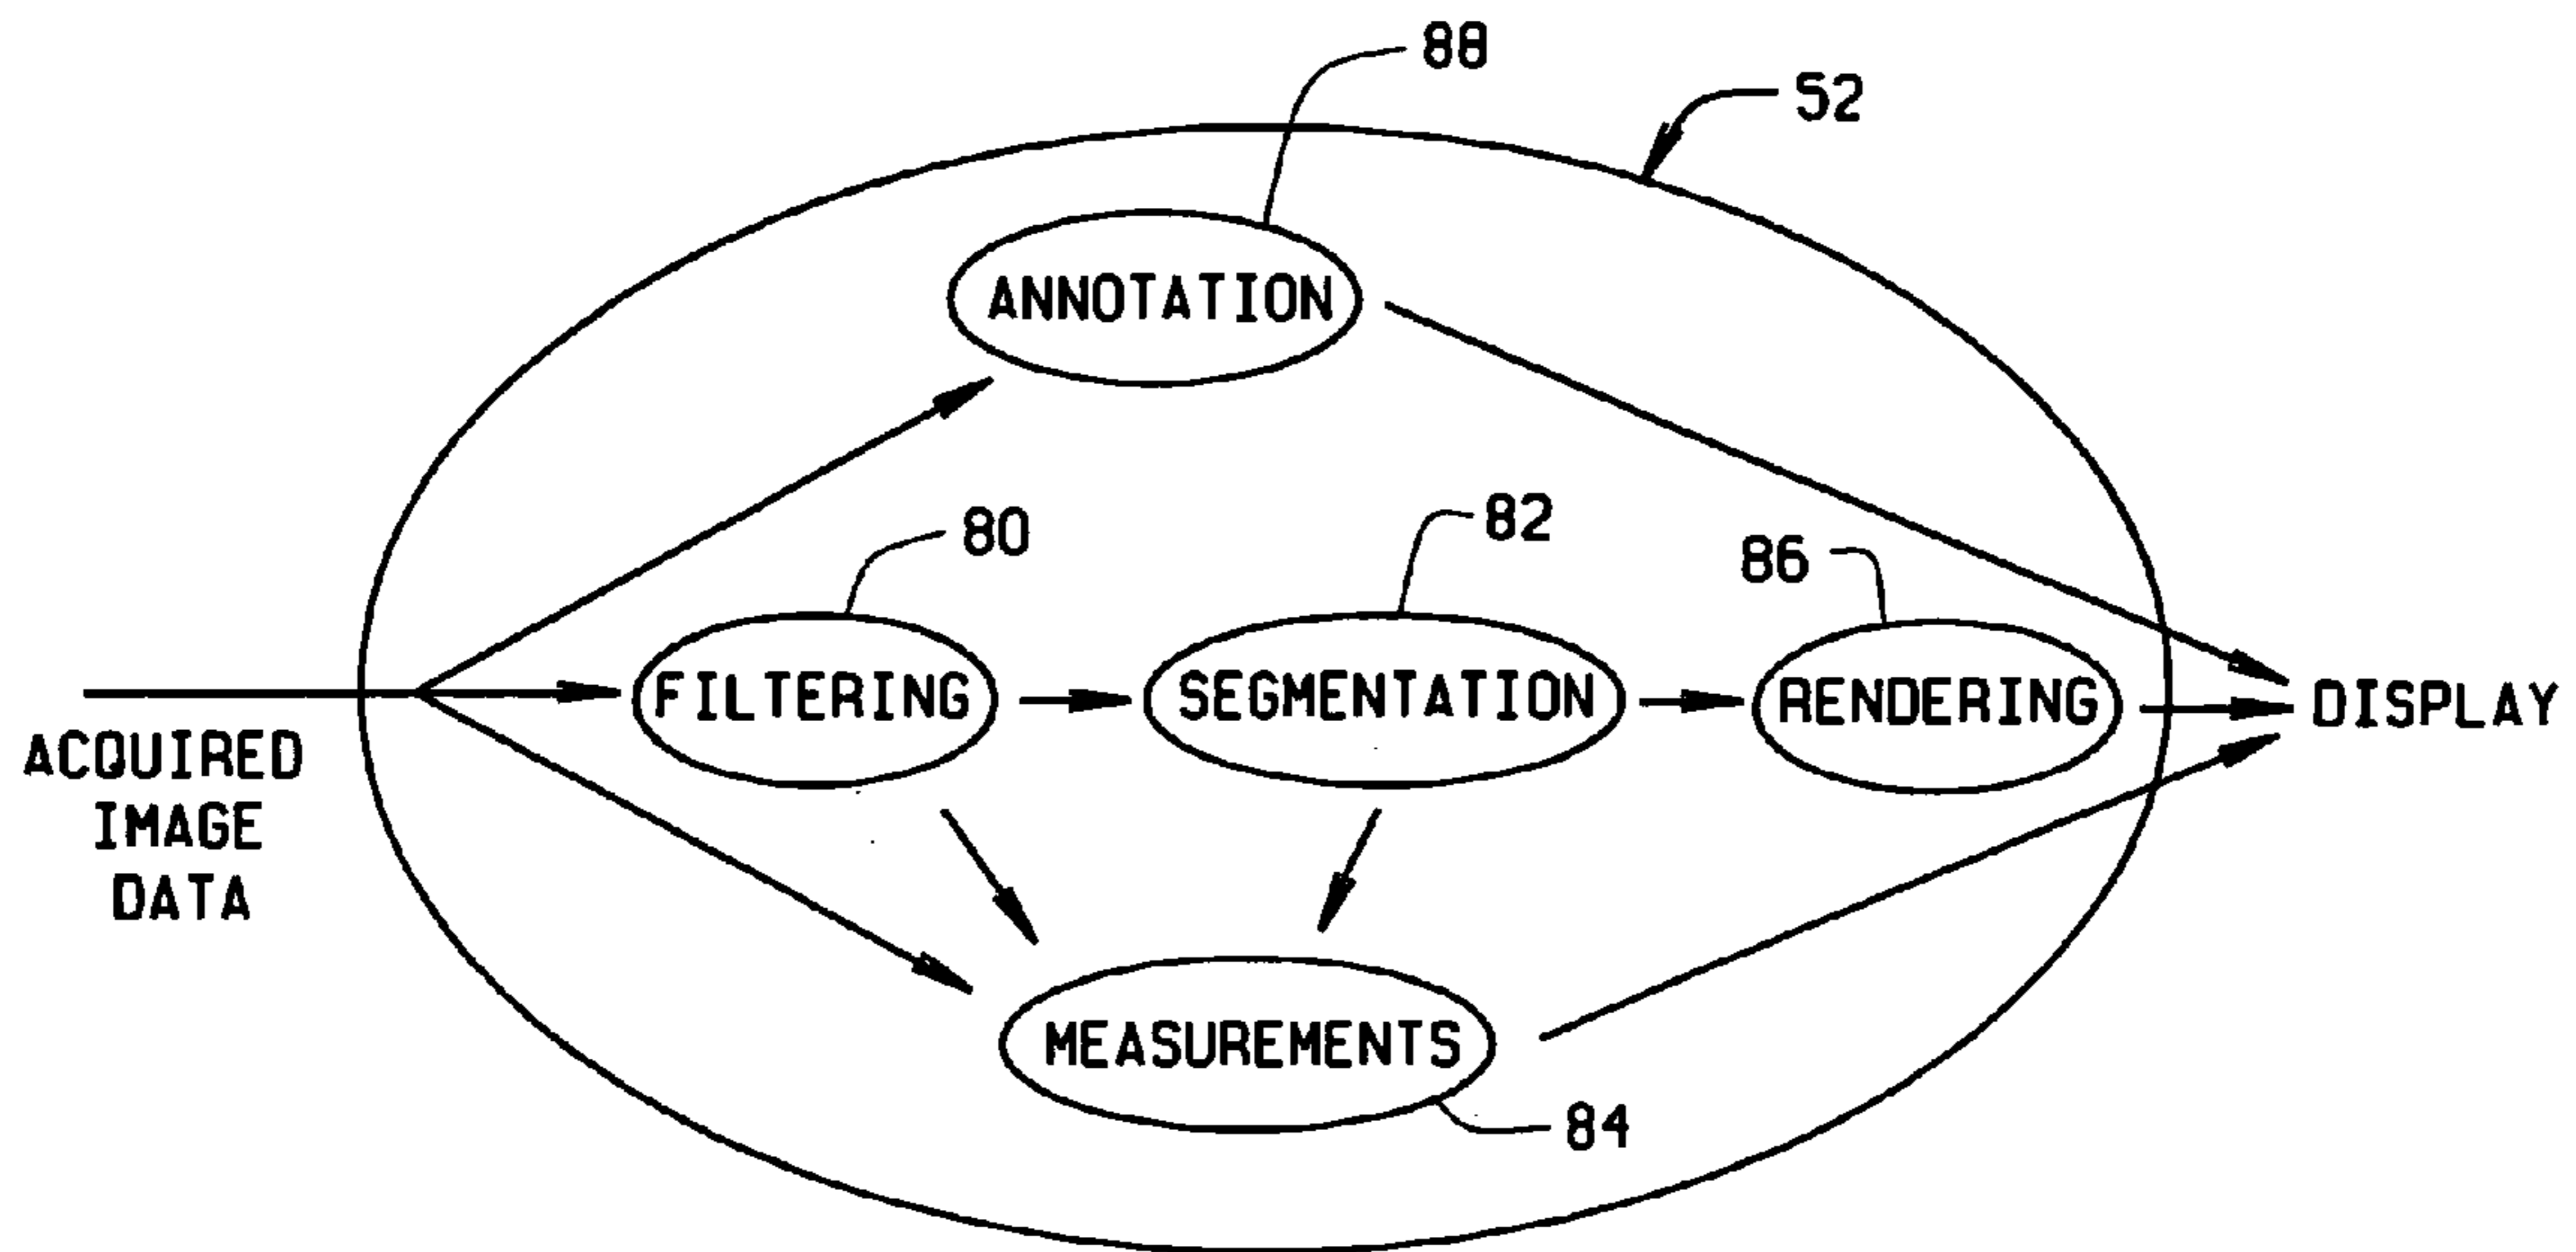 88
52
ANNOTATION
80
82
86
FILTERING
SEGMENTATION
RENDERING
DISPLAY
ACQUIRED
IMAGE
DATA
MEASUREMENTS
84